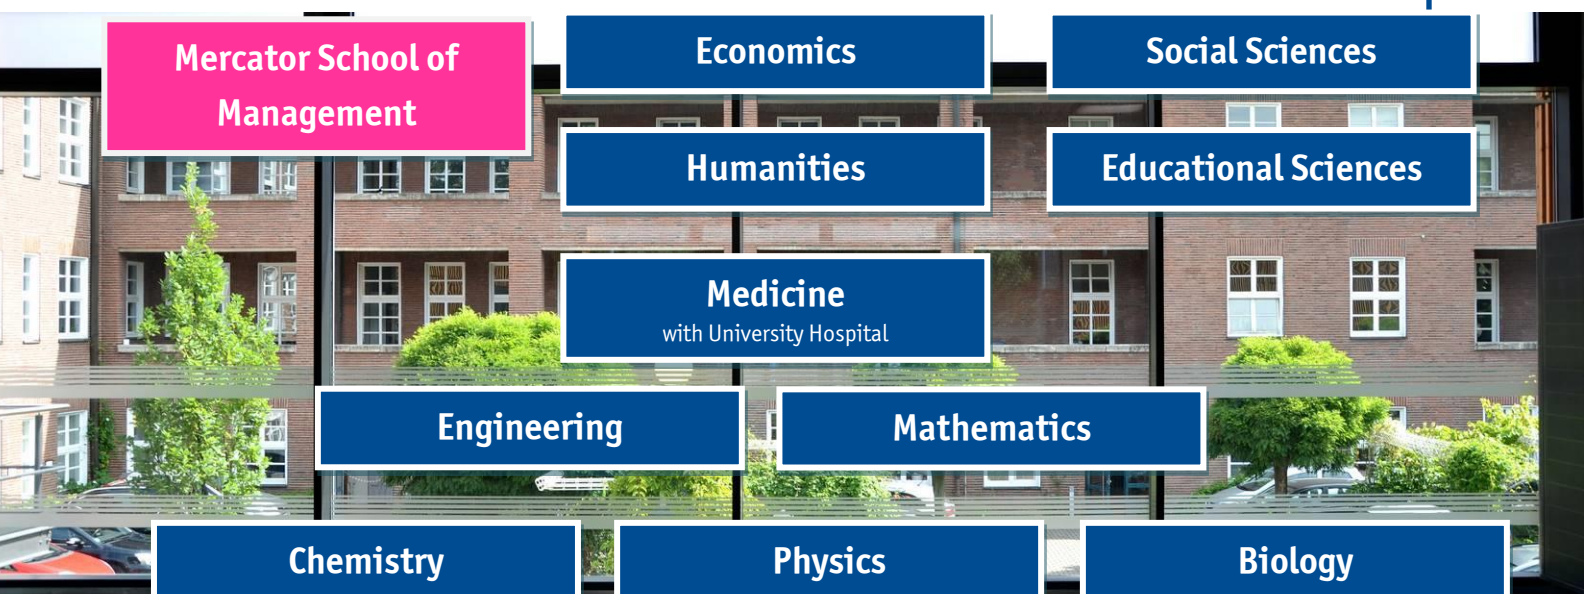 Mercator School of
Management
Economics
Social Sciences
Humanities
Educational Sciences
Medicine
with University Hospital
Engineering
Mathematics
Chemistry
Physics
Biology